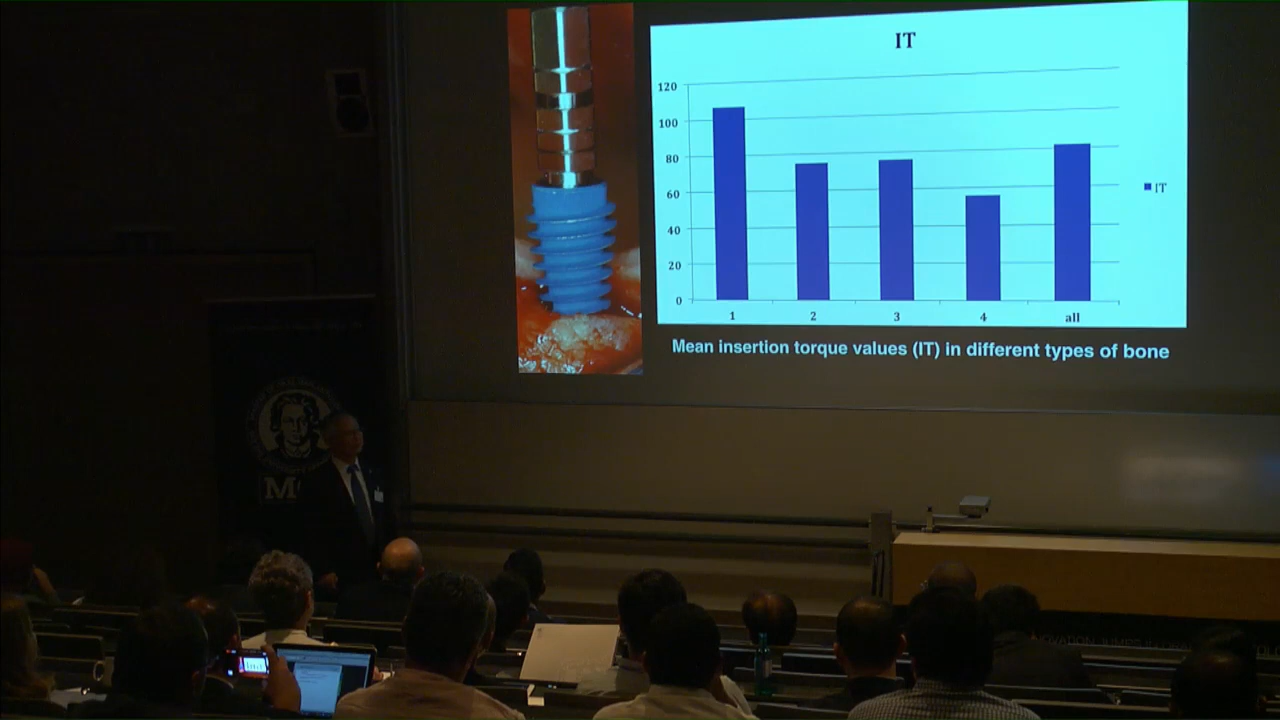 IT
120
100
80
60
40
20
0
1 2 3 4 all
IT
Mean insertion torque values (IT) in different types of bone